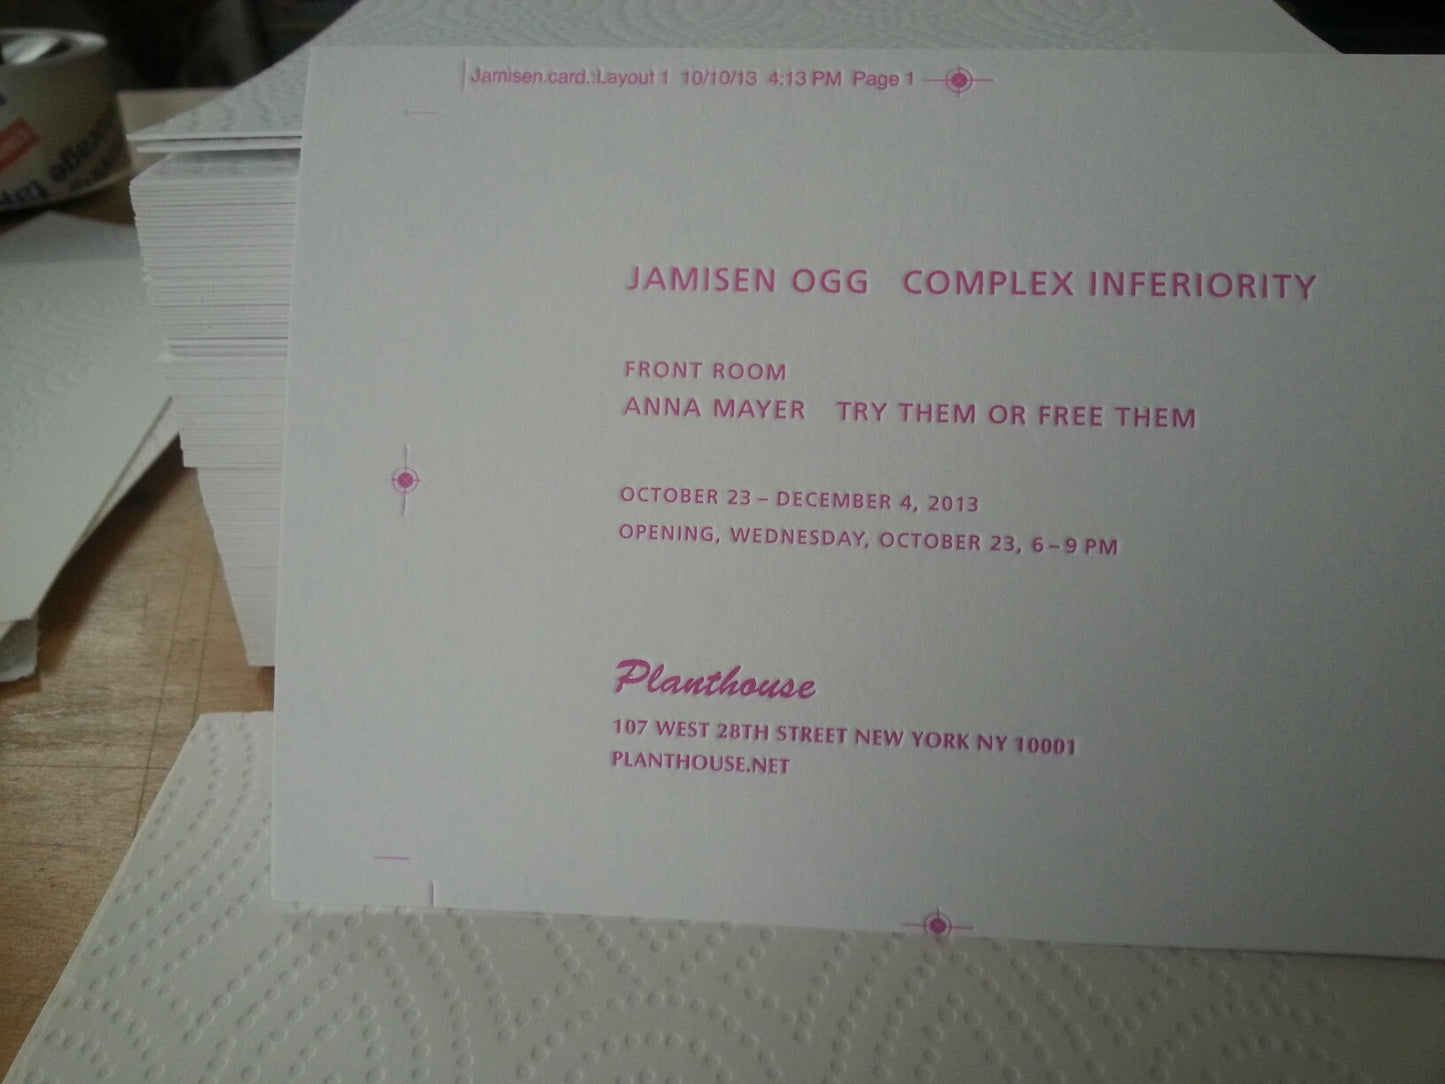 Jamisen.card.:Layout 1 10/10/13 4:13 PM Page 1
JAMISEN OGG COMPLEX INFERIORITY
FRONT ROOM
ANNA MAYER TRY THEM OR FREE THEM
OCTOBER 23 – DECEMBER 4, 2013
OPENING, WEDNESDAY, OCTOBER 23, 6 – 9 PM
Planthouse
107 WEST 28TH STREET NEW YORK NY 10001
PLANTHOUSE.NET